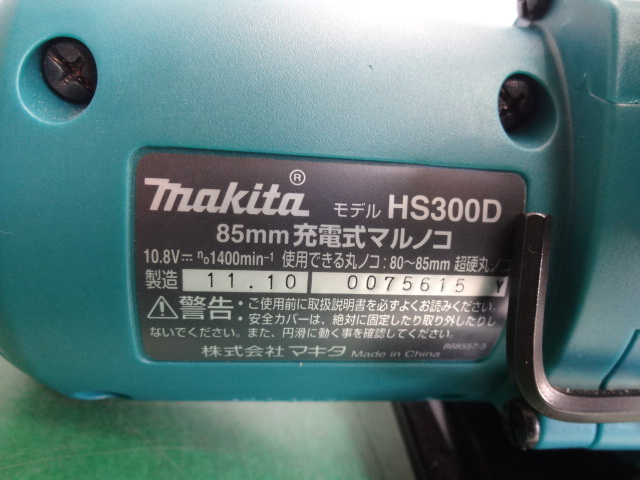 makita® モデル HS300D
85mm 充電式マルノコ
10.8V⎓ n₀1400min⁻¹ 使用できる丸ノコ:80〜85mm 超硬丸ノコ
製造 11.10 0075615 Y
⚠警告:ご使用前に取扱説明書を必ずよくお読みください。
・安全カバーは、絶対に固定したり取り外したりし
ないでください。また、円滑に動く事を確認してください。
株式会社 マキタ Made in China 868557-5